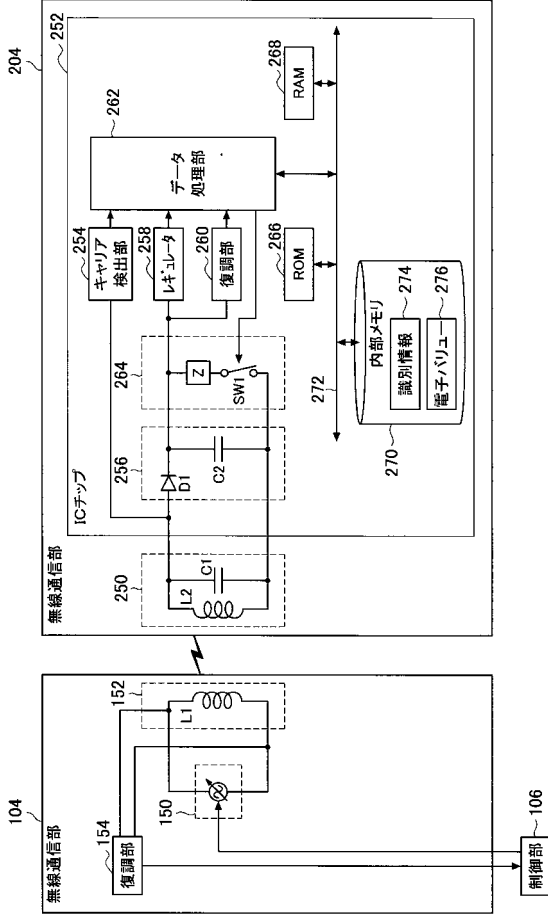 104
無線通信部
154
復調部
150
152
L1
106
制御部
204
無線通信部
252
ICチップ
250
L2
C1
256
D1
C2
264
Z
SW1
254
キャリア
検出部
258
レギュレータ
260
復調部
262
データ
処理部
266
ROM
268
RAM
272
270
内部メモリ
274
識別情報
276
電子バリュー